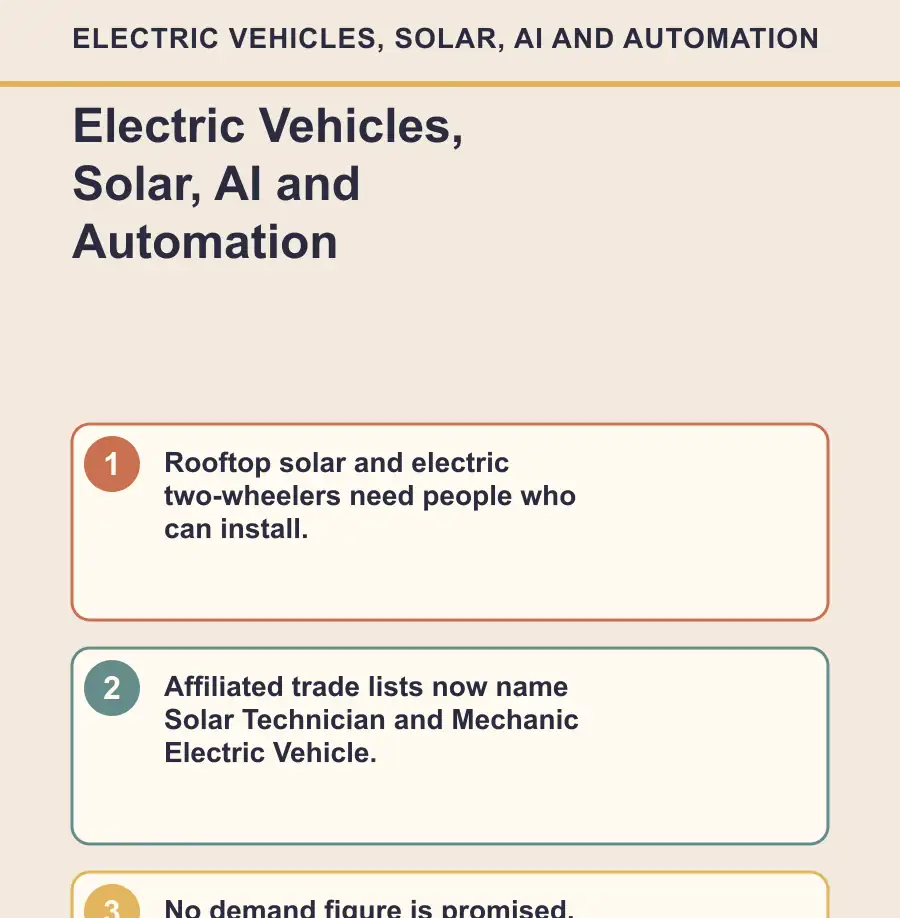 ELECTRIC VEHICLES, SOLAR, AI AND AUTOMATION
Electric Vehicles,
Solar, AI and
Automation
1
Rooftop solar and electric
two-wheelers need people who
can install.
2
Affiliated trade lists now name
Solar Technician and Mechanic
Electric Vehicle.
3
No demand figure is promised.